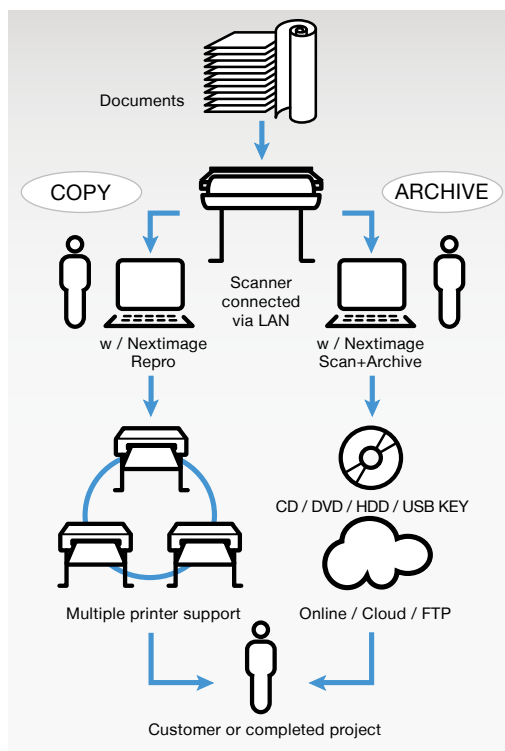 Documents
COPY
ARCHIVE
Scanner
connected
via LAN
w / Nextimage
Repro
w / Nextimage
Scan+Archive
CD / DVD / HDD / USB KEY
Multiple printer support
Online / Cloud / FTP
Customer or completed project